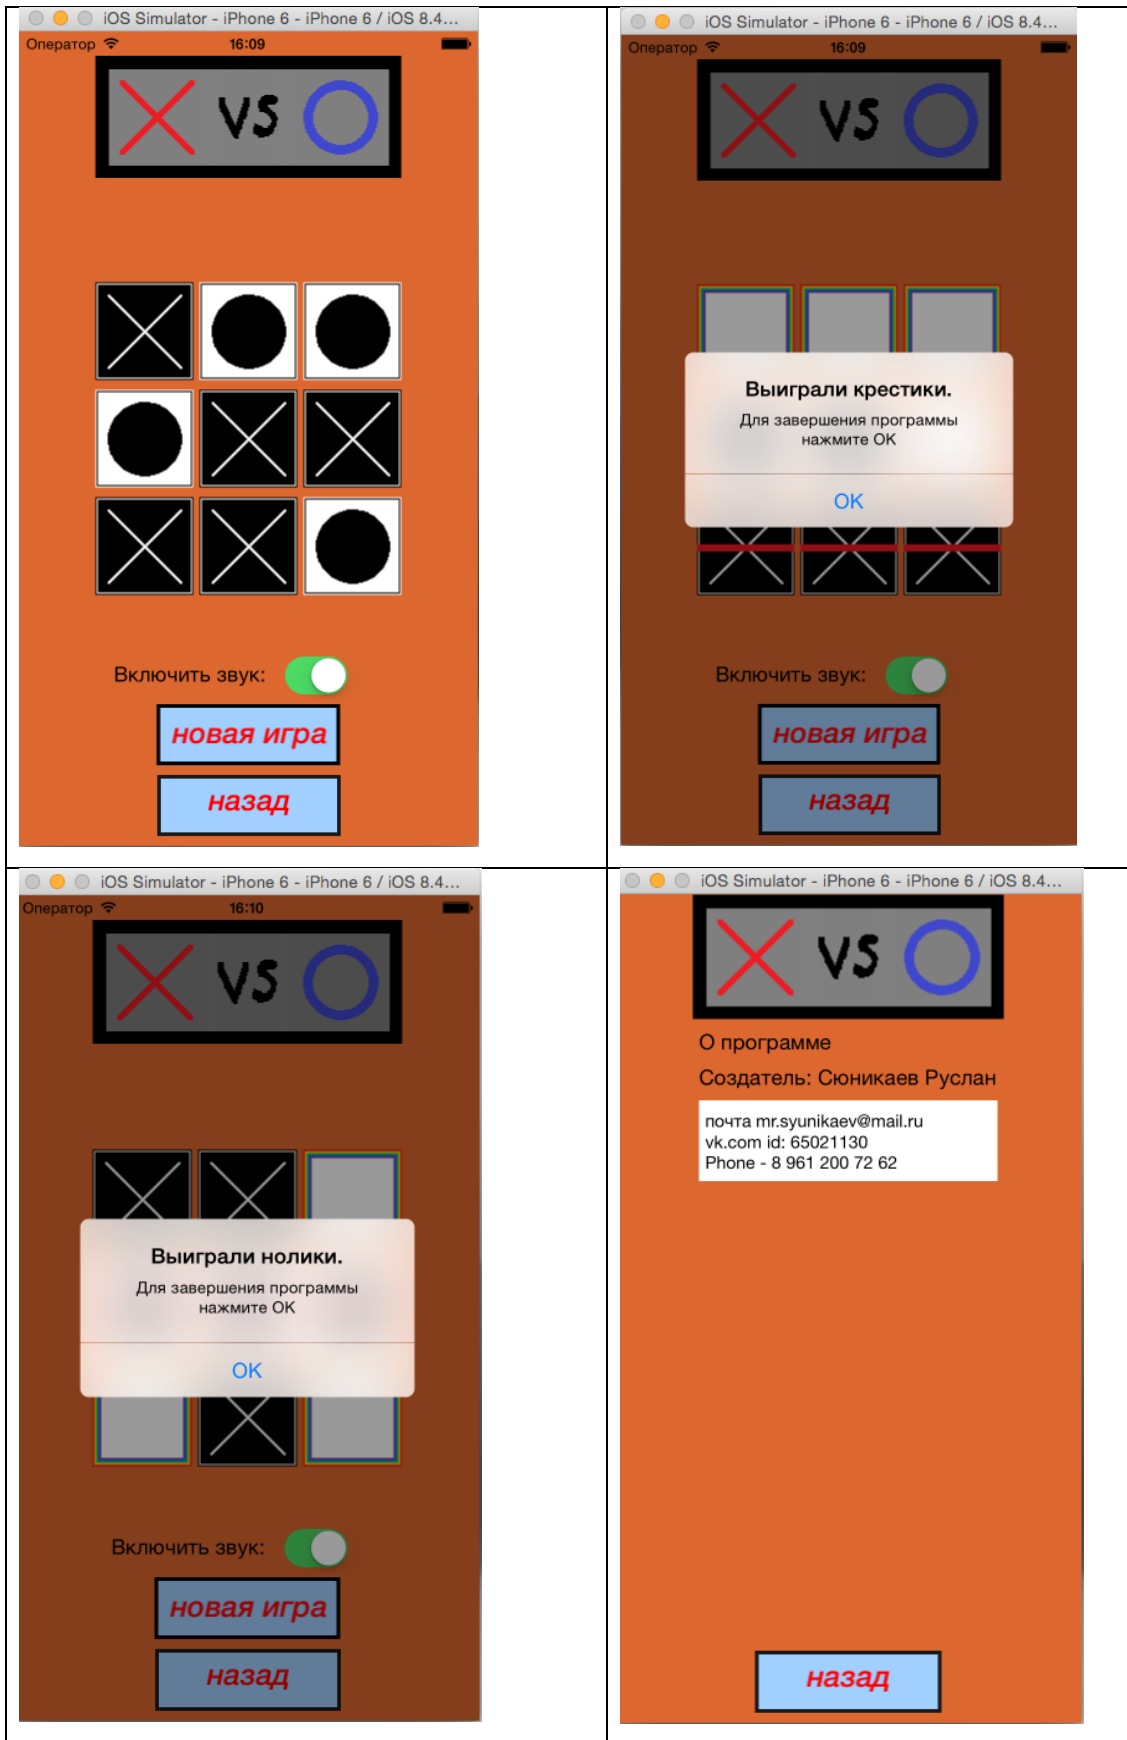 iOS Simulator - iPhone 6 - iPhone 6 / iOS 8.4...
Оператор 16:09
VS
Включить звук:
новая игра
назад
iOS Simulator - iPhone 6 - iPhone 6 / iOS 8.4...
Оператор 16:09
VS
Выиграли крестики.
Для завершения программы
нажмите ОК
OK
Включить звук:
новая игра
назад
iOS Simulator - iPhone 6 - iPhone 6 / iOS 8.4...
Оператор 16:10
VS
Выиграли нолики.
Для завершения программы
нажмите ОК
OK
Включить звук:
новая игра
назад
iOS Simulator - iPhone 6 - iPhone 6 / iOS 8.4...
VS
О программе
Создатель: Сюникаев Руслан
почта mr.syunikaev@mail.ru
vk.com id: 65021130
Phone - 8 961 200 72 62
назад